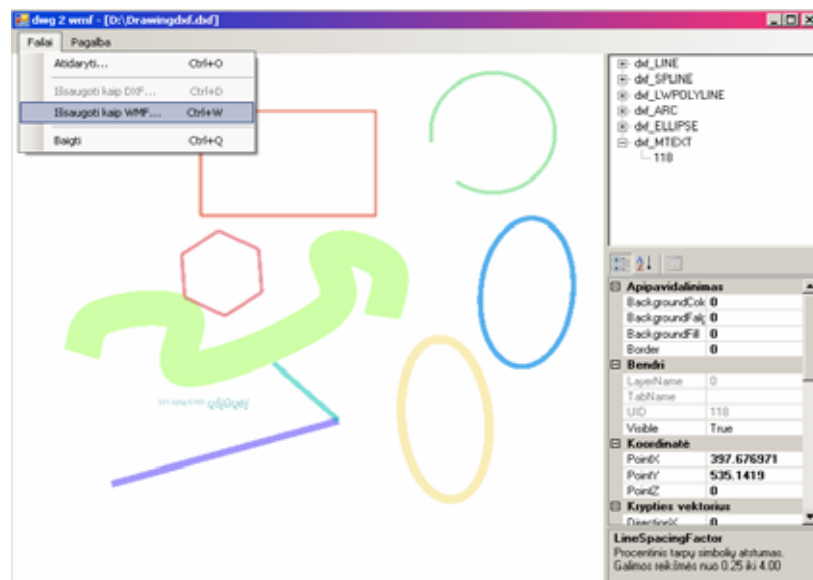 dwg 2 wmf - [D:\Drawingdxf.dxf]
Failai Pagalba
Atidaryti... Ctrl+O
Išsaugoti kaip DXF... Ctrl+D
Išsaugoti kaip WMF... Ctrl+W
Baigti Ctrl+Q
dxf_LINE
dxf_SPLINE
dxf_LWPOLYLINE
dxf_ARC
dxf_ELLIPSE
dxf_MTEXT
118
Apipavidalinimas
BackgroundCol 0
BackgroundFalg 0
BackgroundFill 0
Border 0
Bendri
LayerName 0
TabName
UID 118
Visible True
Koordinatė
PointX 397.676971
PointY 535.1419
PointZ 0
Krypties vektorius
DirectionX 0
LineSpacingFactor
Procentinis tarpų simbolių atstumas.
Galimos reikšmės nuo 0.25 iki 4.00